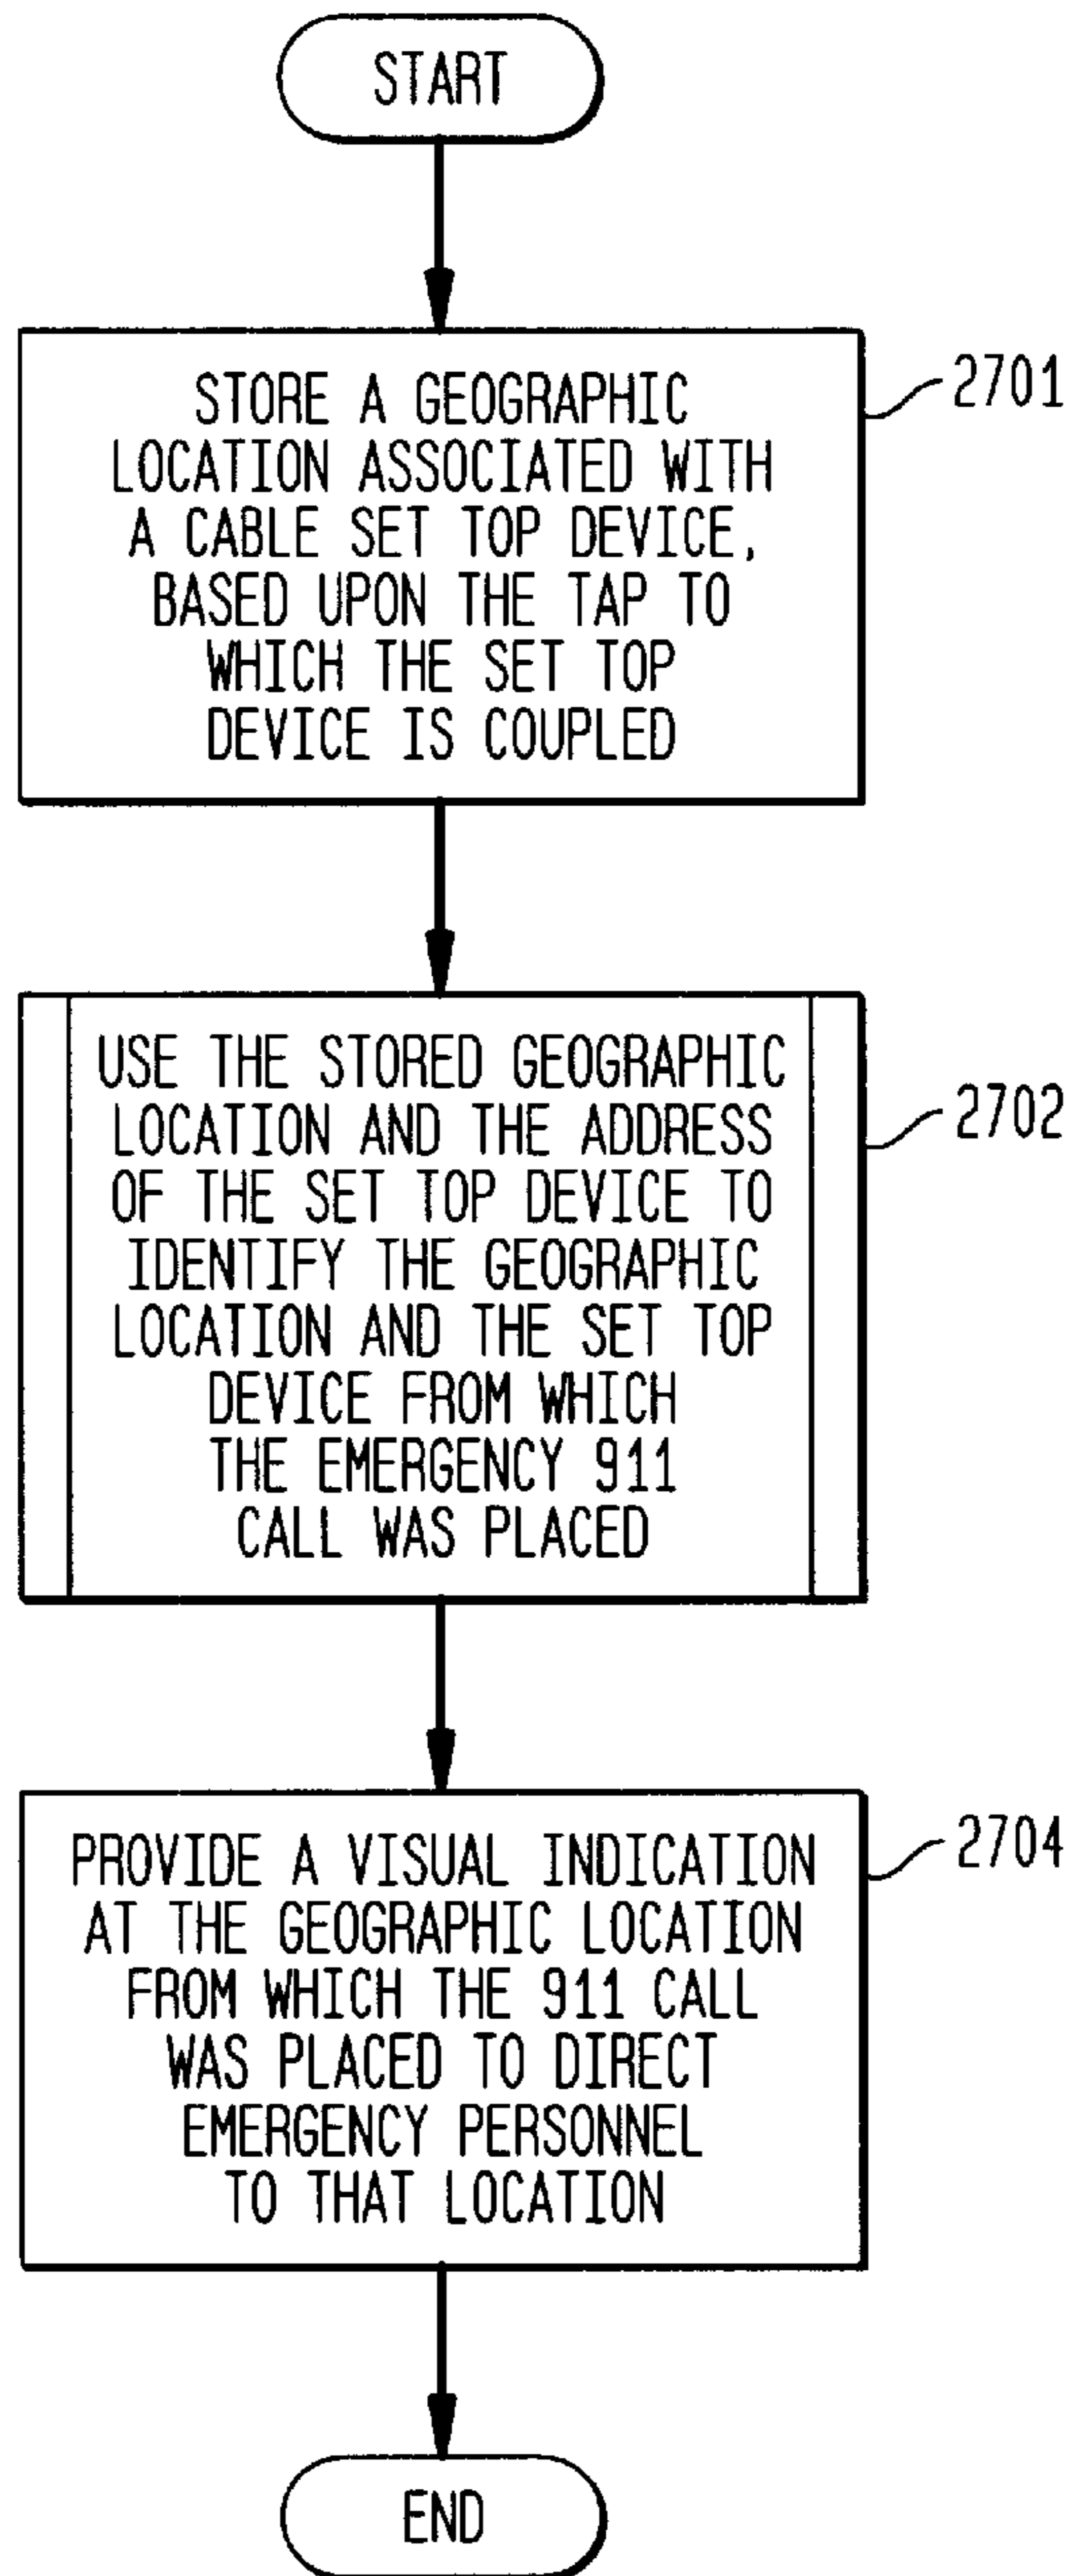 START
STORE A GEOGRAPHIC
LOCATION ASSOCIATED WITH
A CABLE SET TOP DEVICE,
BASED UPON THE TAP TO
WHICH THE SET TOP
DEVICE IS COUPLED
2701
USE THE STORED GEOGRAPHIC
LOCATION AND THE ADDRESS
OF THE SET TOP DEVICE TO
IDENTIFY THE GEOGRAPHIC
LOCATION AND THE SET TOP
DEVICE FROM WHICH
THE EMERGENCY 911
CALL WAS PLACED
2702
PROVIDE A VISUAL INDICATION
AT THE GEOGRAPHIC LOCATION
FROM WHICH THE 911 CALL
WAS PLACED TO DIRECT
EMERGENCY PERSONNEL
TO THAT LOCATION
2704
END